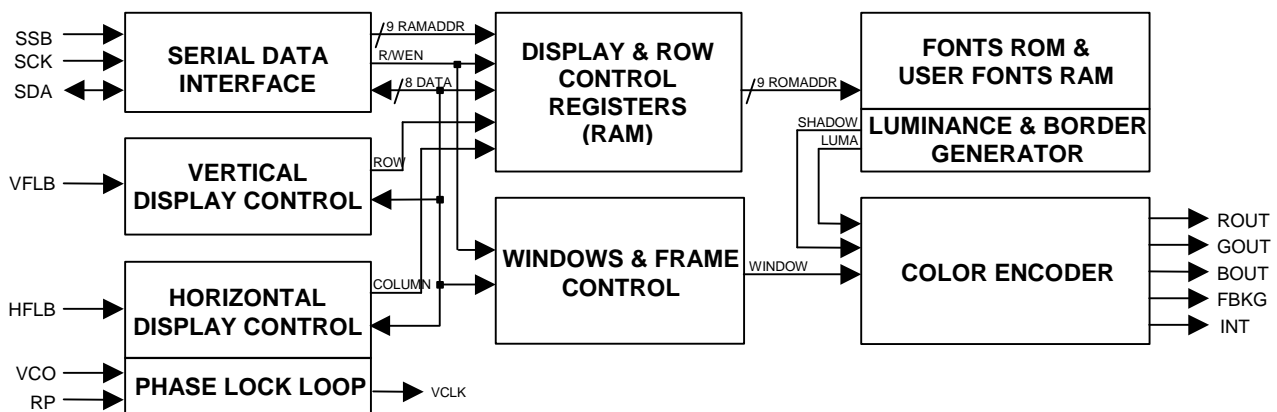 SSB
SCK
SDA
SERIAL DATA
INTERFACE
9 RAMADDR
R/WEN
8 DATA
DISPLAY & ROW
CONTROL
REGISTERS
(RAM)
9 ROMADDR
FONTS ROM &
USER FONTS RAM
SHADOW
LUMA
LUMINANCE & BORDER
GENERATOR
VFLB
VERTICAL
DISPLAY CONTROL
ROW
WINDOWS & FRAME
CONTROL
WINDOW
COLOR ENCODER
ROUT
GOUT
BOUT
FBKG
INT
HFLB
HORIZONTAL
DISPLAY CONTROL
COLUMN
VCO
RP
PHASE LOCK LOOP
VCLK